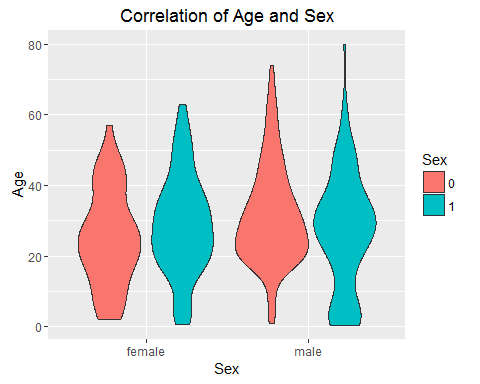 Correlation of Age and Sex
80
60
40
20
0
Age
female
male
Sex
Sex
0
1